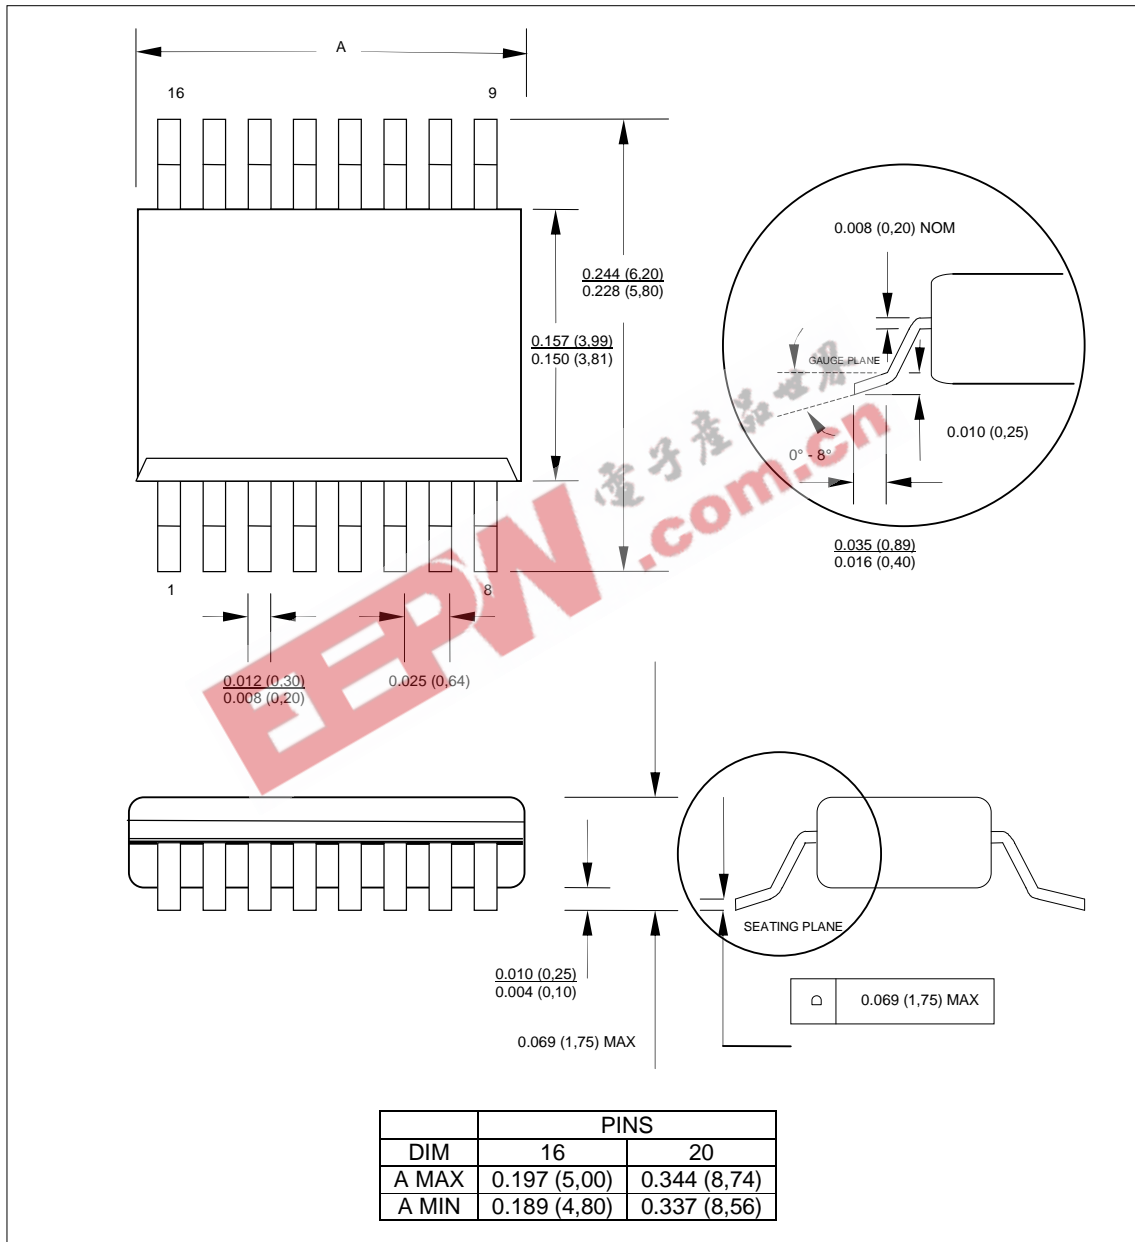 A
16 9
0.244 (6,20)
0.228 (5,80)
0.157 (3,99)
0.150 (3,81)
1 8
0.012 (0,30)
0.008 (0,20)
0.025 (0,64)
0.008 (0,20) NOM
GAUGE PLANE
0.010 (0,25)
0° - 8°
0.035 (0,89)
0.016 (0,40)
EEPW 電子產品世界
.com.cn
0.010 (0,25)
0.004 (0,10)
0.069 (1,75) MAX
SEATING PLANE
D 0.069 (1,75) MAX
PINS
DIM 16 20
A MAX 0.197 (5,00) 0.344 (8,74)
A MIN 0.189 (4,80) 0.337 (8,56)